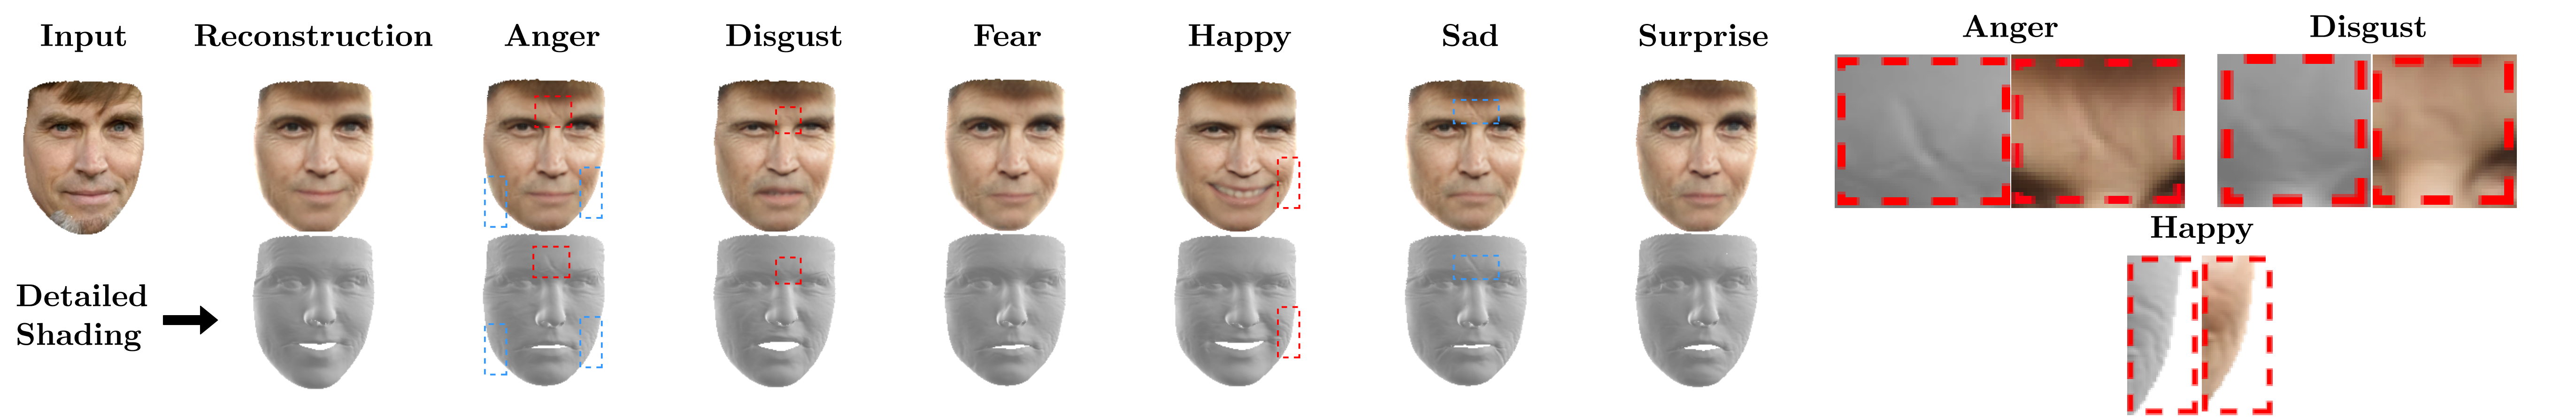 Input
Reconstruction
Anger
Disgust
Fear
Happy
Sad
Surprise
Anger
Disgust
Happy
Detailed
Shading